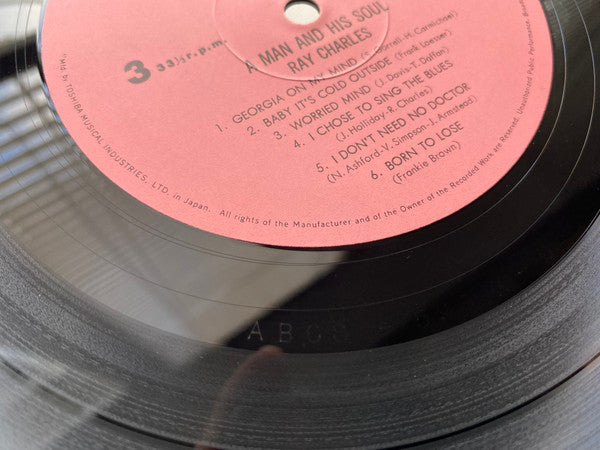 3 33⅓r.p.m.
A MAN AND HIS SOUL
RAY CHARLES
1. GEORGIA ON MY MIND (S. Gorrell-H. Carmichael)
2. BABY IT'S COLD OUTSIDE (Frank Loesser)
3. WORRIED MIND (J. Davis-T. Daffan)
4. I CHOSE TO SING THE BLUES
(J. Holliday-R. Charles)
5. I DON'T NEED NO DOCTOR
(N. Ashford-V. Simpson-J. Armstead)
6. BORN TO LOSE
(Frankie Brown)
Mfd by TOSHIBA MUSICAL INDUSTRIES, LTD. in Japan. All rights of the Manufacturer and of the Owner of the Recorded Work are Reserved. Unauthorized Public Performance,
ABC